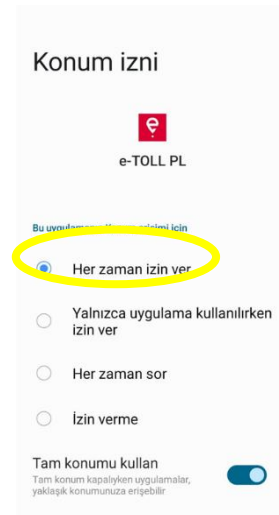 Konum izni
e-TOLL PL
Bu uygulamanın Konum erişimi için
Her zaman izin ver
Yalnızca uygulama kullanılırken
izin ver
Her zaman sor
İzin verme
Tam konumu kullan
Tam konum kapalıyken uygulamalar,
yaklaşık konumunuza erişebilir